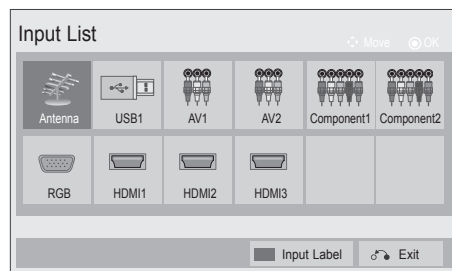 Input List
Move OK
Antenna USB1 AV1 AV2 Component1 Component2
RGB HDMI1 HDMI2 HDMI3
Input Label Exit